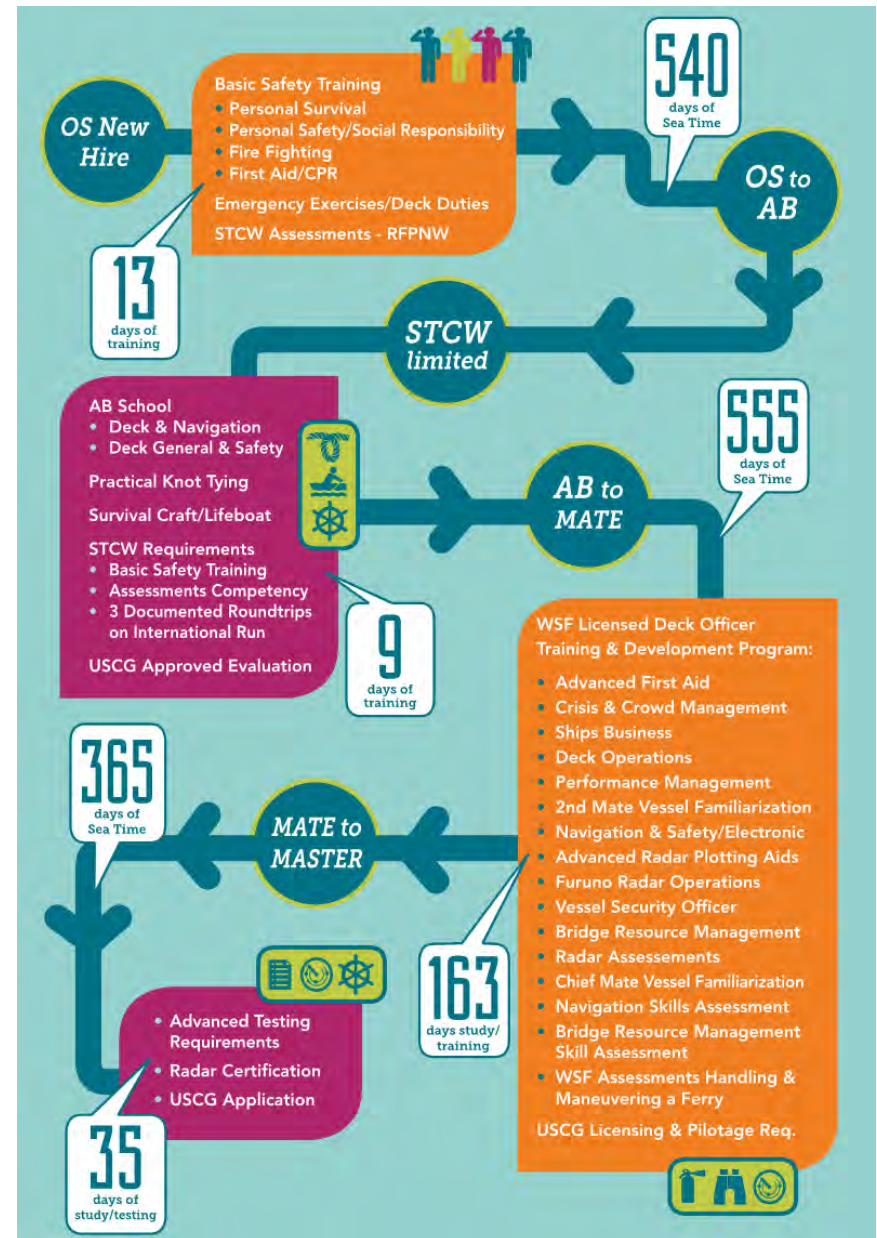 OS New
Hire
Basic Safety Training
• Personal Survival
• Personal Safety/Social Responsibility
• Fire Fighting
• First Aid/CPR
Emergency Exercises/Deck Duties
STCW Assessments - RFPNW
13
days of
training
540
days of
Sea Time
OS to
AB
STCW
limited
AB School
• Deck & Navigation
• Deck General & Safety
Practical Knot Tying
Survival Craft/Lifeboat
STCW Requirements
• Basic Safety Training
• Assessments Competency
• 3 Documented Roundtrips
on International Run
USCG Approved Evaluation
9
days of
training
AB to
MATE
555
days of
Sea Time
WSF Licensed Deck Officer
Training & Development Program:
• Advanced First Aid
• Crisis & Crowd Management
• Ships Business
• Deck Operations
• Performance Management
• 2nd Mate Vessel Familiarization
• Navigation & Safety/Electronic
• Advanced Radar Plotting Aids
• Furuno Radar Operations
• Vessel Security Officer
• Bridge Resource Management
• Radar Assessements
• Chief Mate Vessel Familiarization
• Navigation Skills Assessment
• Bridge Resource Management
Skill Assessment
• WSF Assessments Handling &
Maneuvering a Ferry
USCG Licensing & Pilotage Req.
163
days study/
training
MATE to
MASTER
365
days of
Sea Time
• Advanced Testing
Requirements
• Radar Certification
• USCG Application
35
days of
study/testing